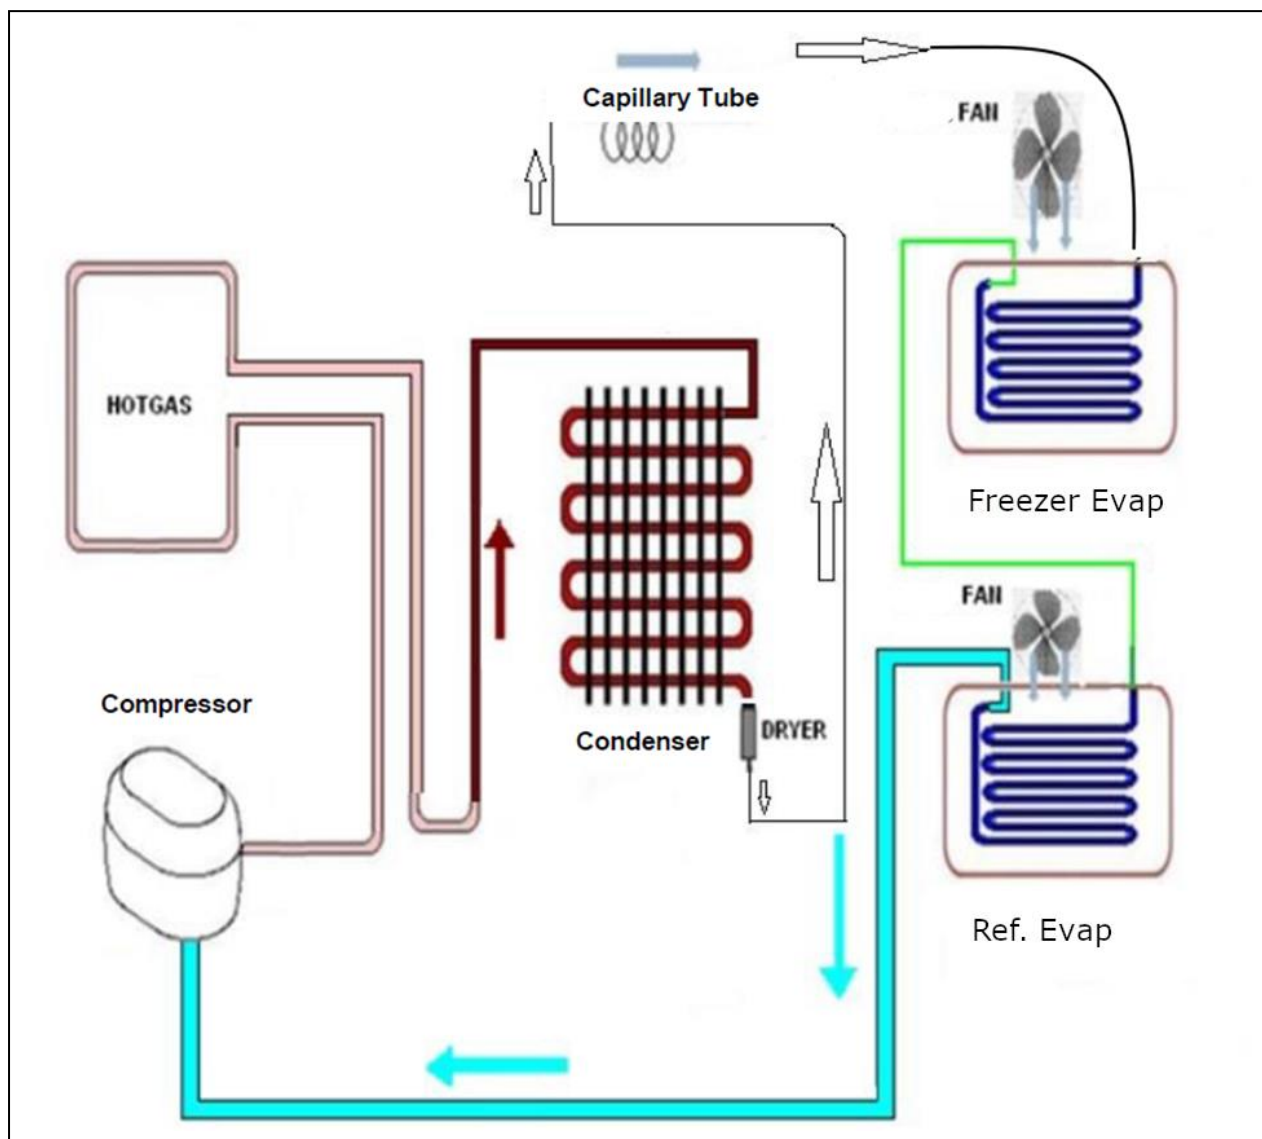 Capillary Tube
FAN
HOTGAS
Freezer Evap
FAN
Compressor
Condenser
DRYER
Ref. Evap